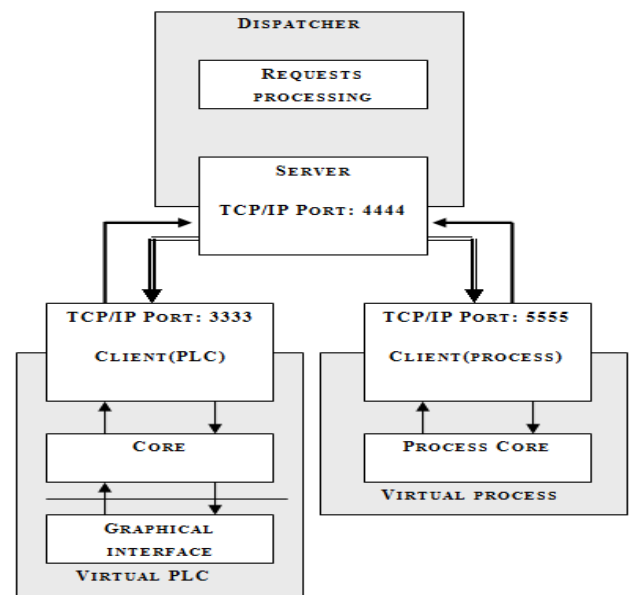 DISPATCHER
REQUESTS
PROCESSING
SERVER
TCP/IP PORT: 4444
TCP/IP PORT: 3333
CLIENT(PLC)
CORE
GRAPHICAL
INTERFACE
VIRTUAL PLC
TCP/IP PORT: 5555
CLIENT(PROCESS)
PROCESS CORE
VIRTUAL PROCESS